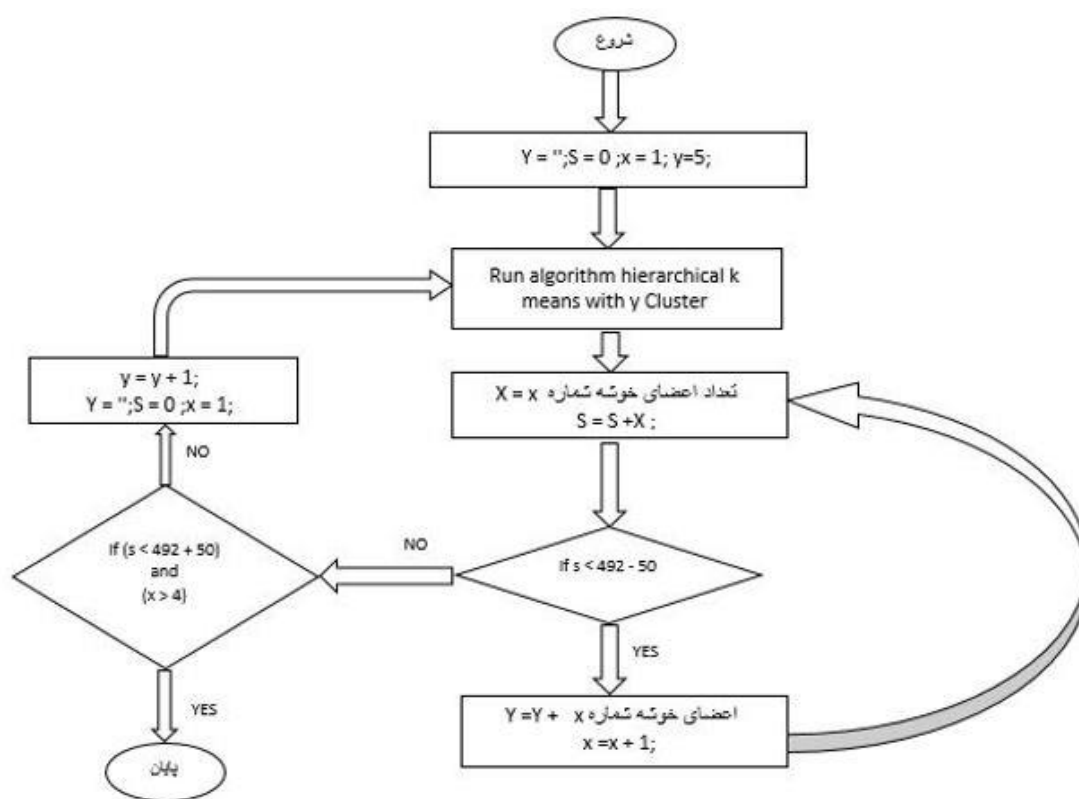 شروع
Y = '';S = 0 ;x = 1; y=5;
Run algorithm hierarchical k
means with y Cluster
X = x تعداد اعضای خوشه شماره
S = S +X ;
If s < 492 - 50
YES
Y =Y + x اعضای خوشه شماره
x =x + 1;
NO
If (s < 492 + 50)
and
(x > 4)
NO
y = y + 1;
Y = '';S = 0 ;x = 1;
YES
پایان